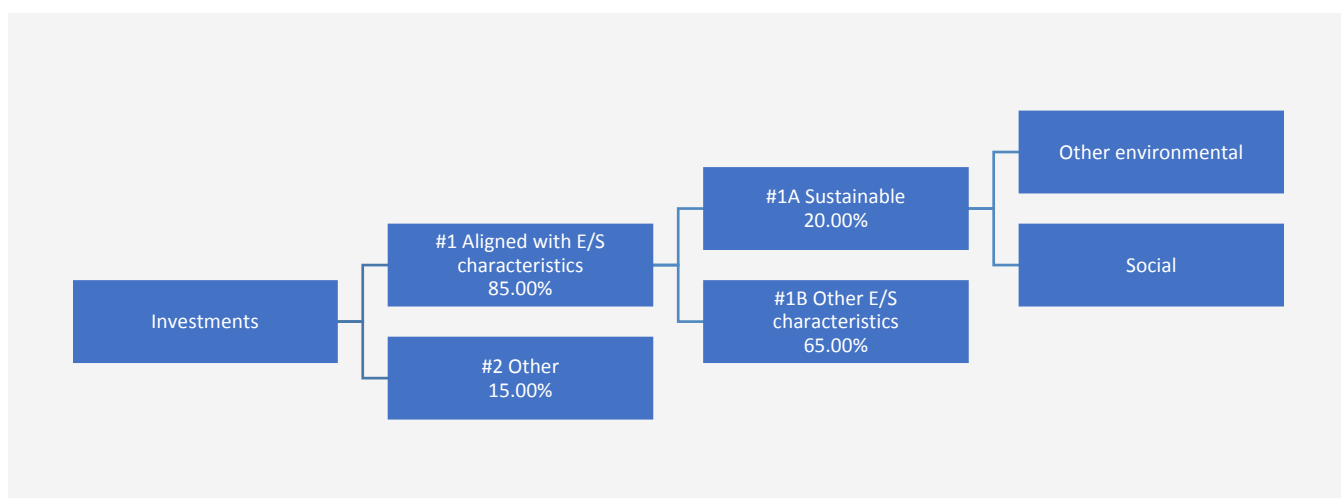 Investments
#1 Aligned with E/S
characteristics
85.00%
#2 Other
15.00%
#1A Sustainable
20.00%
#1B Other E/S
characteristics
65.00%
Other environmental
Social